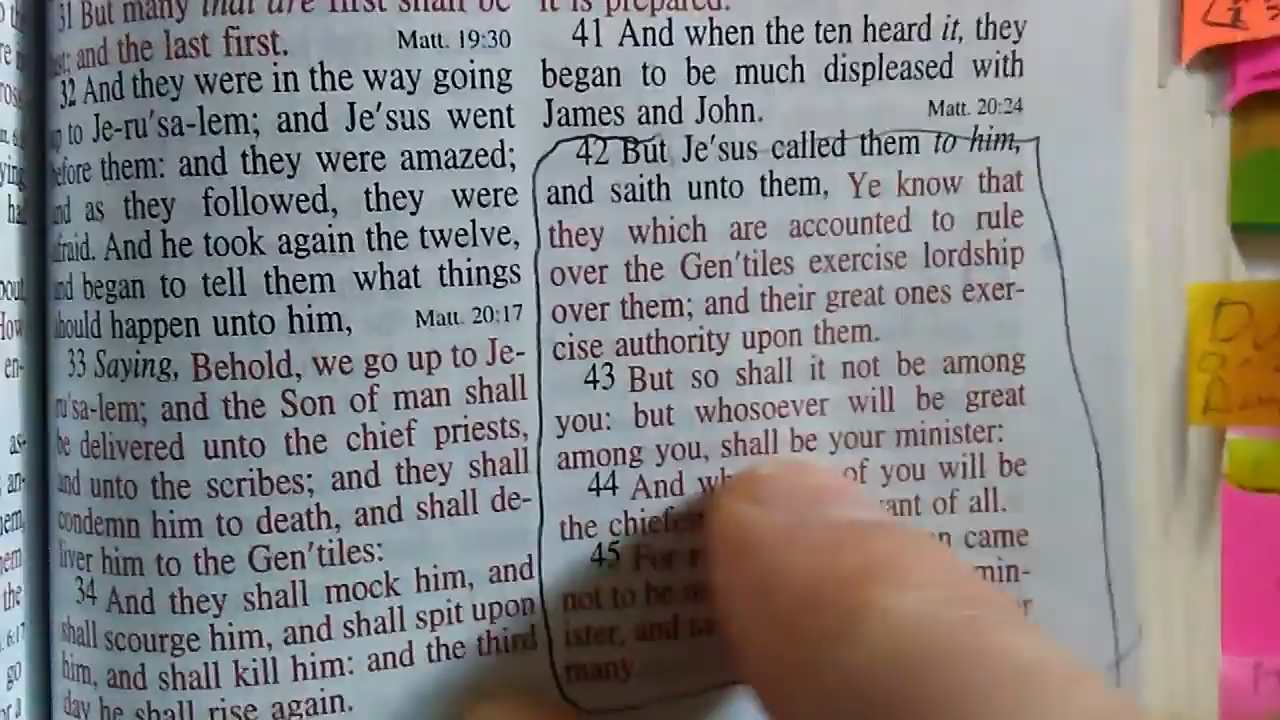 31 But many that are first shall be
and the last first. Matt. 19:30
32 And they were in the way going
to Je-ru'sa-lem; and Je'sus went
before them: and they were amazed;
and as they followed, they were
afraid. And he took again the twelve,
and began to tell them what things
should happen unto him, Matt. 20:17
33 Saying, Behold, we go up to Je-
ru'sa-lem; and the Son of man shall
be delivered unto the chief priests,
and unto the scribes; and they shall
condemn him to death, and shall de-
liver him to the Gen'tiles:
34 And they shall mock him, and
shall scourge him, and shall spit upon
him, and shall kill him: and the third
day he shall rise again.
it is prepared.
41 And when the ten heard it, they
began to be much displeased with
James and John. Matt. 20:24
42 But Je'sus called them to him,
and saith unto them, Ye know that
they which are accounted to rule
over the Gen'tiles exercise lordship
over them; and their great ones exer-
cise authority upon them.
43 But so shall it not be among
you: but whosoever will be great
among you, shall be your minister:
44 And of you will be
the of all.
45 For came
not to be min-
ister, and
many